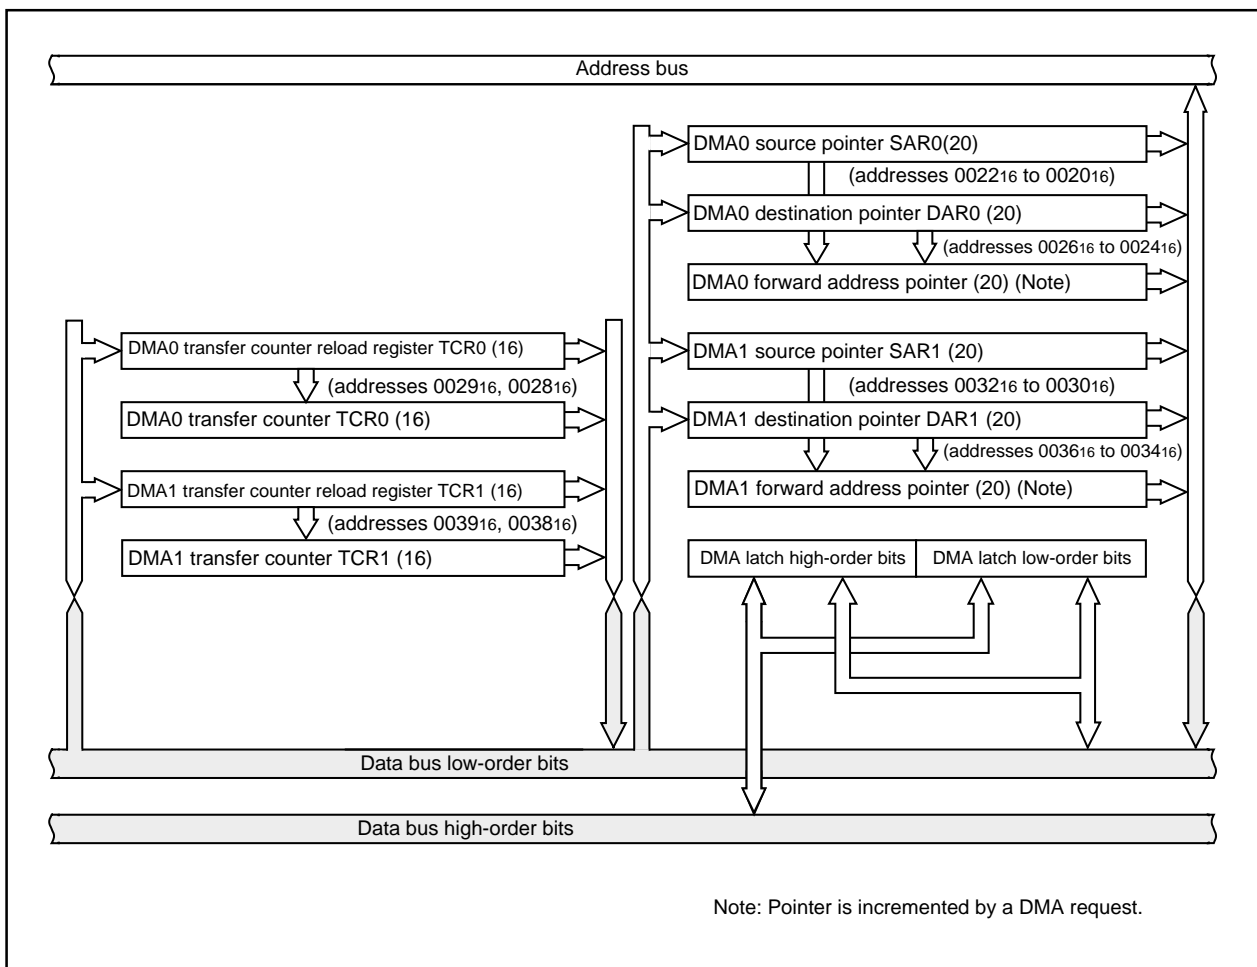 Address bus
DMA0 source pointer SAR0(20)
(addresses 002216 to 002016)
DMA0 destination pointer DAR0 (20)
(addresses 002616 to 002416)
DMA0 forward address pointer (20) (Note)
DMA0 transfer counter reload register TCR0 (16)
(addresses 002916, 002816)
DMA0 transfer counter TCR0 (16)
DMA1 transfer counter reload register TCR1 (16)
(addresses 003916, 003816)
DMA1 transfer counter TCR1 (16)
DMA1 source pointer SAR1 (20)
(addresses 003216 to 003016)
DMA1 destination pointer DAR1 (20)
(addresses 003616 to 003416)
DMA1 forward address pointer (20) (Note)
DMA latch high-order bits
DMA latch low-order bits
Data bus low-order bits
Data bus high-order bits
Note: Pointer is incremented by a DMA request.